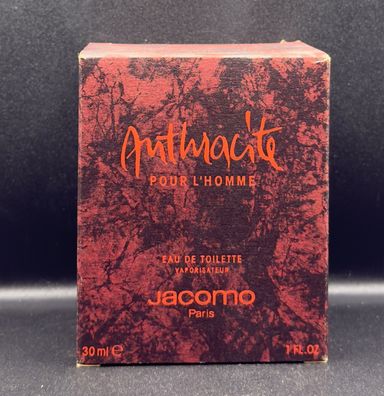 Anthracite
POUR L'HOMME
EAU DE TOILETTE
VAPORISATEUR
Jacomo
Paris
30 ml ℮ 1 FL.OZ